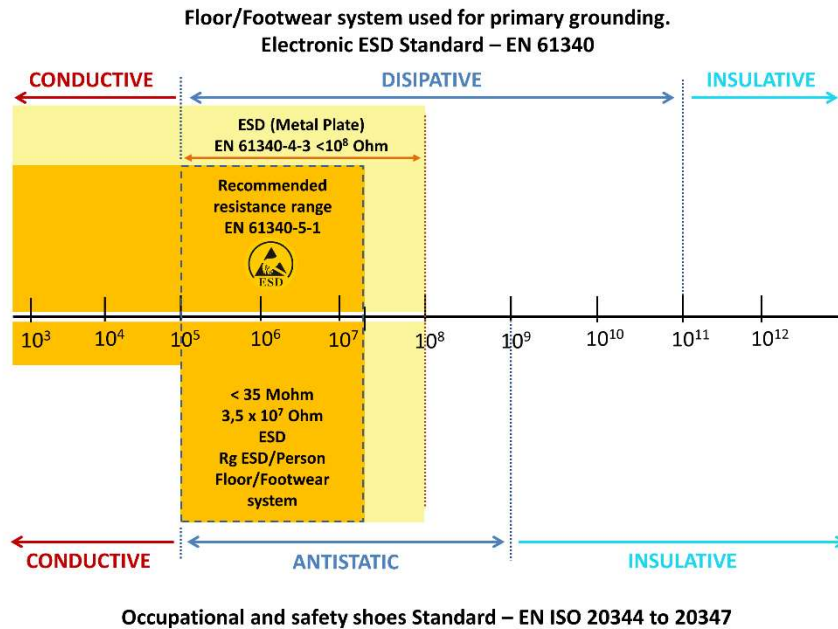 Floor/Footwear system used for primary grounding.
Electronic ESD Standard – EN 61340
CONDUCTIVE DISIPATIVE INSULATIVE
ESD (Metal Plate)
EN 61340-4-3 <10⁸ Ohm
Recommended
resistance range
EN 61340-5-1
ESD
10³ 10⁴ 10⁵ 10⁶ 10⁷ 10⁸ 10⁹ 10¹⁰ 10¹¹ 10¹²
< 35 Mohm
3,5 x 10⁷ Ohm
ESD
Rg ESD/Person
Floor/Footwear
system
CONDUCTIVE ANTISTATIC INSULATIVE
Occupational and safety shoes Standard – EN ISO 20344 to 20347